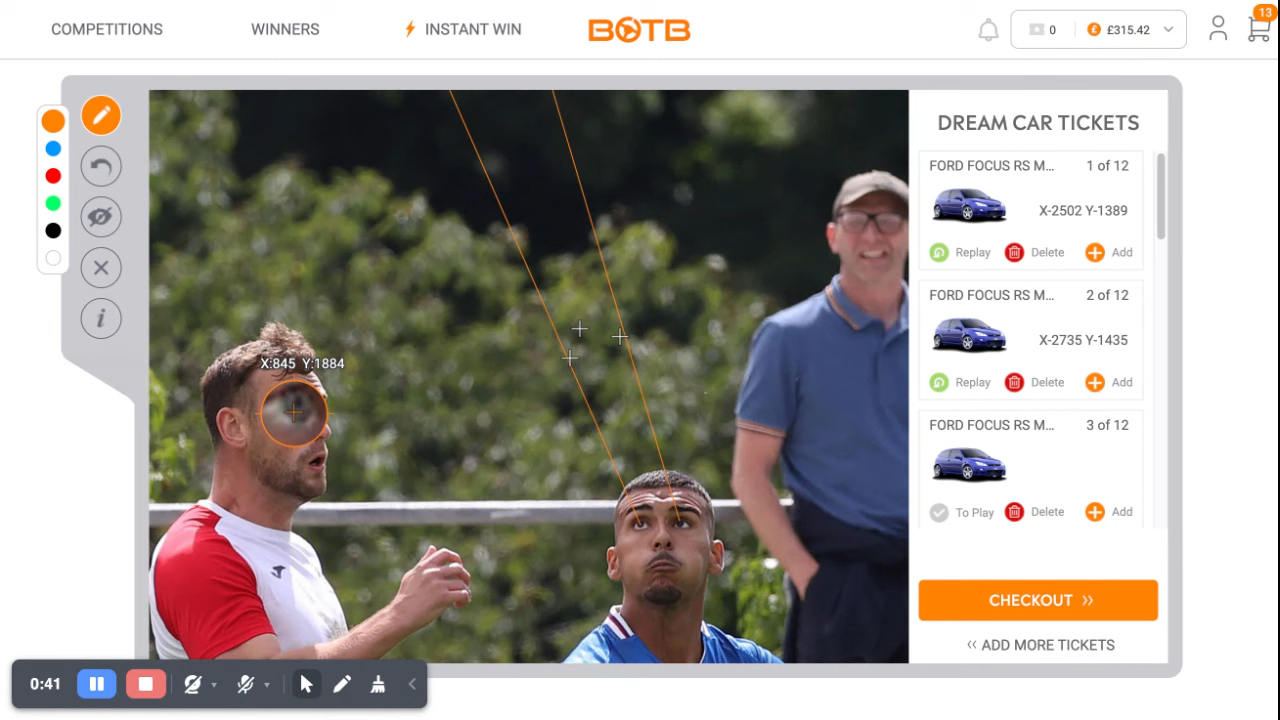 COMPETITIONS WINNERS INSTANT WIN BOTB 0 £315.42 13
DREAM CAR TICKETS
FORD FOCUS RS M... 1 of 12
X-2502 Y-1389
Replay Delete Add
FORD FOCUS RS M... 2 of 12
X-2735 Y-1435
Replay Delete Add
FORD FOCUS RS M... 3 of 12
To Play Delete Add
X:845 Y:1884
CHECKOUT >>
<< ADD MORE TICKETS
0:41